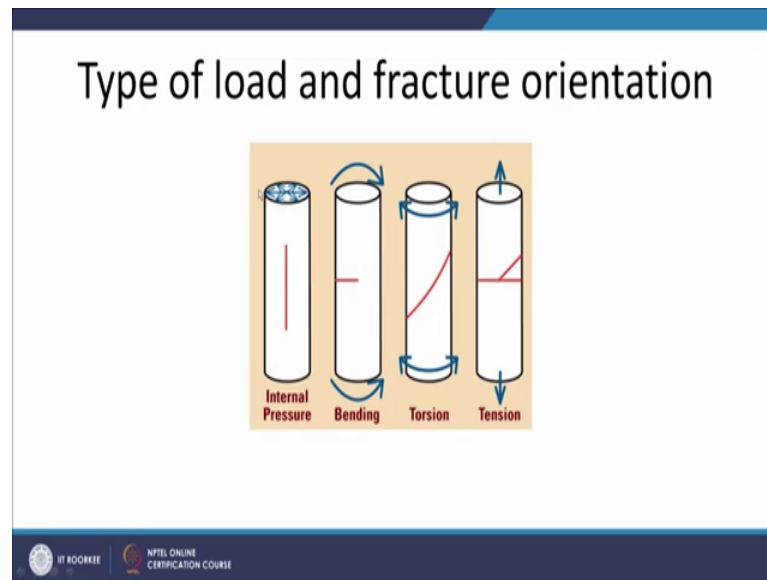 Type of load and fracture orientation
Internal
Pressure
Bending
Torsion
Tension
IIT ROORKEE
NPTEL ONLINE
CERTIFICATION COURSE